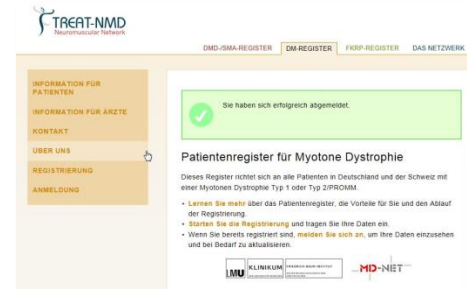 TREAT-NMD
Neuromuscular Network
DMD-/SMA-REGISTER DM-REGISTER FKRP-REGISTER DAS NETZWERK
INFORMATION FÜR
PATIENTEN
INFORMATION FÜR ÄRZTE
KONTAKT
ÜBER UNS
REGISTRIERUNG
ANMELDUNG
Sie haben sich erfolgreich abgemeldet.
Patientenregister für Myotone Dystrophie
Dieses Register richtet sich an alle Patienten in Deutschland und der Schweiz mit
einer Myotonen Dystrophie Typ 1 oder Typ 2/PROMM.
• Lernen Sie mehr über das Patientenregister, die Vorteile für Sie und den Ablauf
der Registrierung.
• Starten Sie die Registrierung und tragen Sie Ihre Daten ein.
• Wenn Sie bereits registriert sind, melden Sie sich an, um Ihre Daten einzusehen
und bei Bedarf zu aktualisieren.
LMU KLINIKUM FRIEDRICH-BAUR-INSTITUT MD-NET